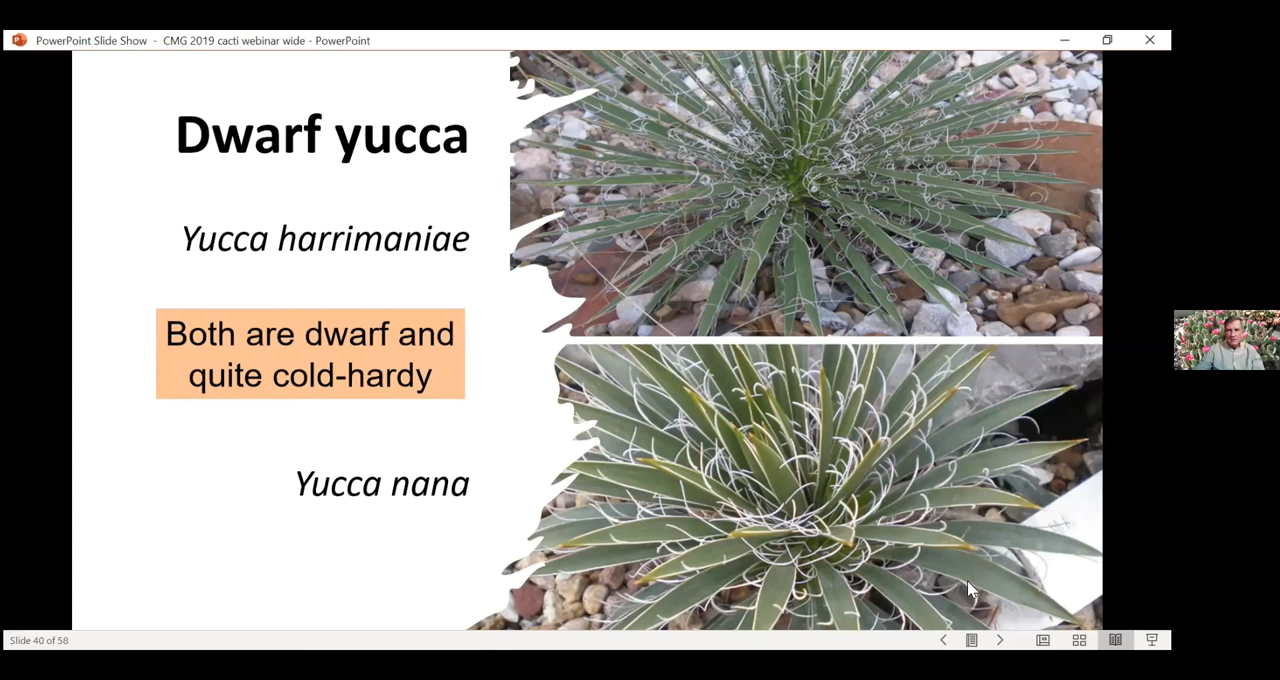 PowerPoint Slide Show - CMG 2019 cacti webinar wide - PowerPoint
Dwarf yucca
Yucca harrimaniae
Both are dwarf and
quite cold-hardy
Yucca nana
Slide 40 of 58